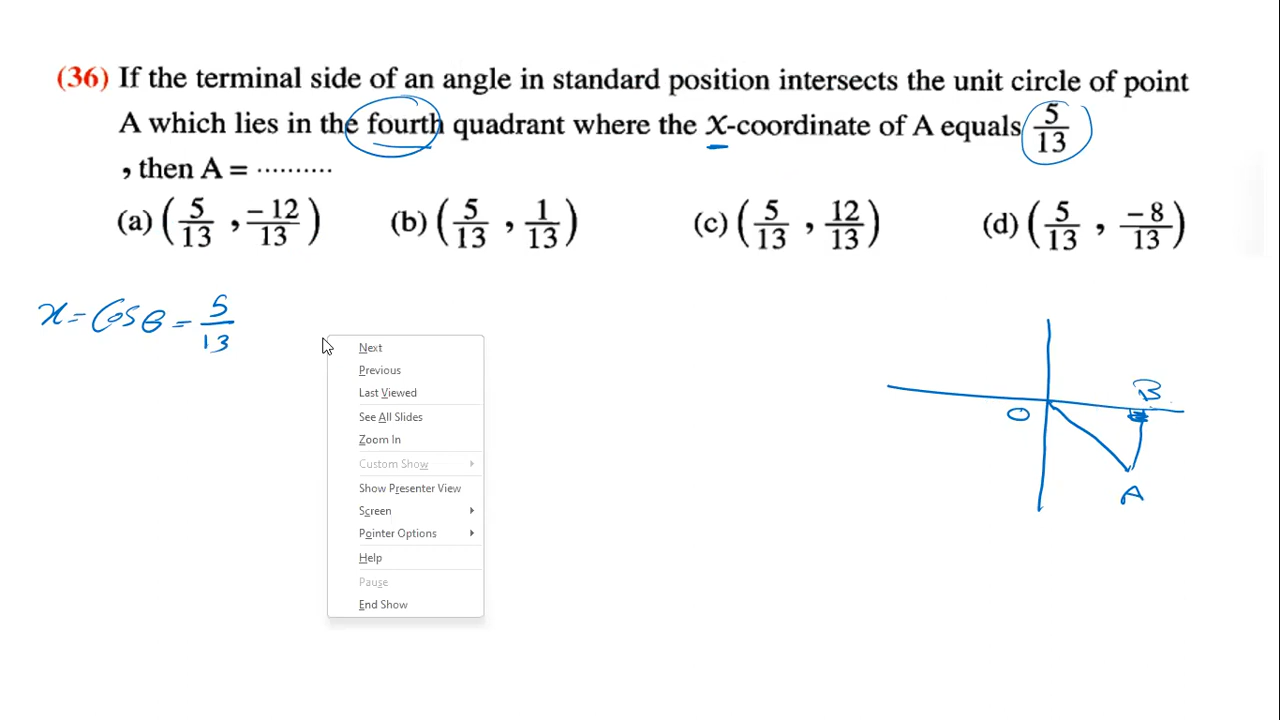 (36) If the terminal side of an angle in standard position intersects the unit circle of point
A which lies in the fourth quadrant where the X-coordinate of A equals 5/13
, then A = ..........
(a) (5/13 , -12/13) (b) (5/13 , 1/13) (c) (5/13 , 12/13) (d) (5/13 , -8/13)
x = Cos θ = 5/13
Next
Previous
Last Viewed
See All Slides
Zoom In
Custom Show
Show Presenter View
Screen
Pointer Options
Help
Pause
End Show
B
O
A